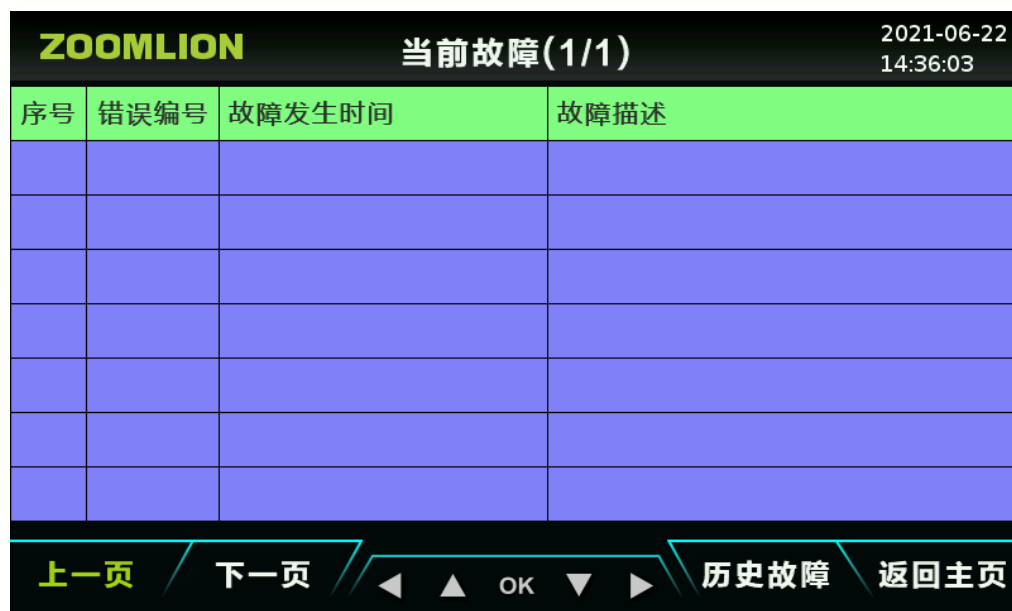 ZOOMLION
当前故障(1/1)
2021-06-22
14:36:03
序号 错误编号 故障发生时间 故障描述
上一页 下一页 OK 历史故障 返回主页